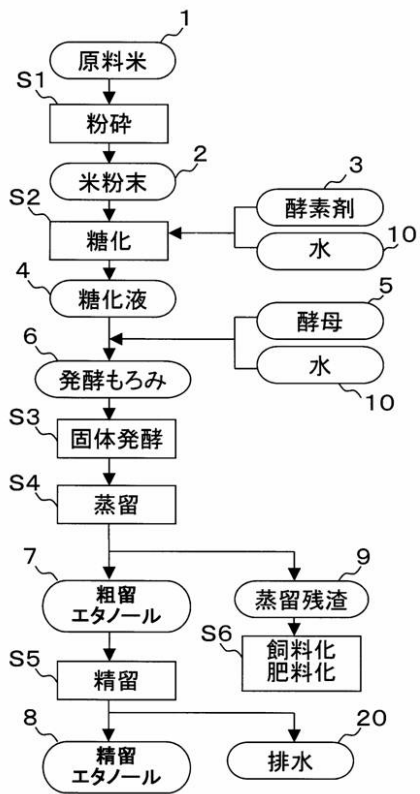 1
原料米
S1
粉砕
2
米粉末
3
酵素剤
S2
糖化
水
10
4
糖化液
5
酵母
6
発酵もろみ
水
10
S3
固体発酵
S4
蒸留
7
粗留
エタノール
9
蒸留残渣
S5
精留
S6
飼料化
肥料化
8
精留
エタノール
20
排水